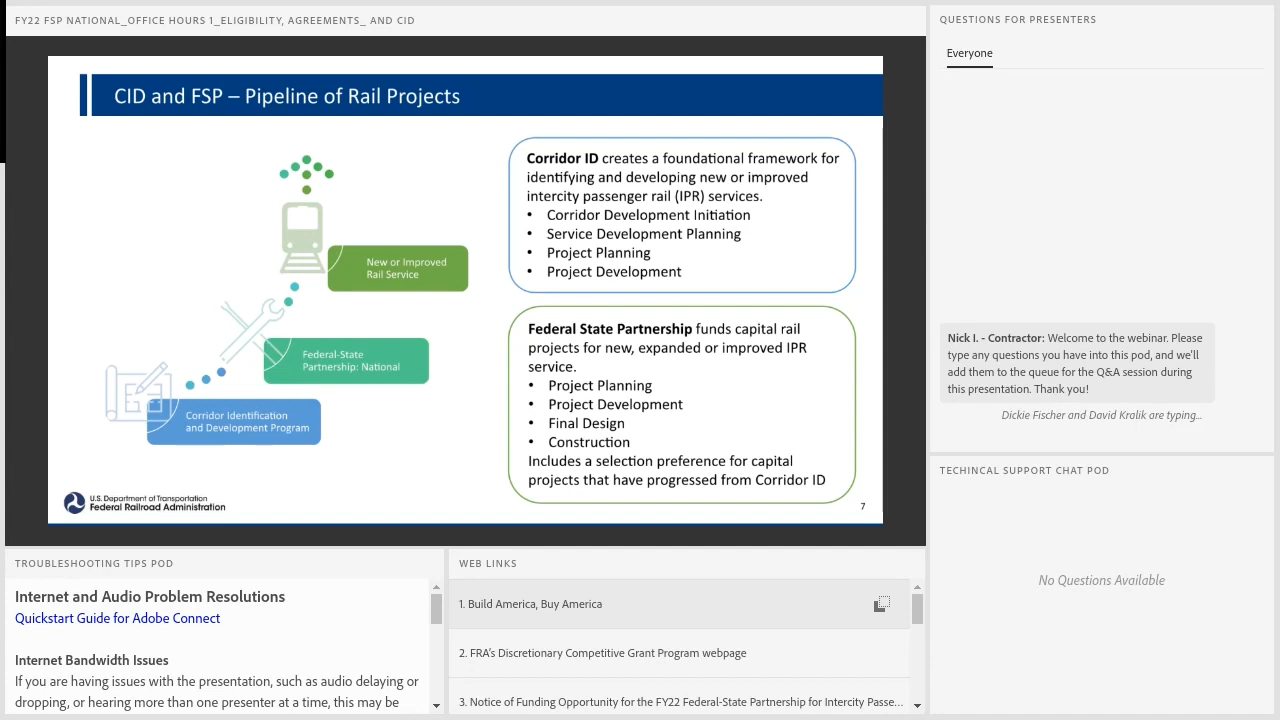 FY22 FSP NATIONAL_OFFICE HOURS 1_ELIGIBILITY, AGREEMENTS_ AND CID
CID and FSP – Pipeline of Rail Projects
New or Improved
Rail Service
Federal-State
Partnership: National
Corridor Identification
and Development Program
Corridor ID creates a foundational framework for
identifying and developing new or improved
intercity passenger rail (IPR) services.
• Corridor Development Initiation
• Service Development Planning
• Project Planning
• Project Development
Federal State Partnership funds capital rail
projects for new, expanded or improved IPR
service.
• Project Planning
• Project Development
• Final Design
• Construction
Includes a selection preference for capital
projects that have progressed from Corridor ID
U.S. Department of Transportation
Federal Railroad Administration
7
QUESTIONS FOR PRESENTERS
Everyone
Nick I. - Contractor: Welcome to the webinar. Please
type any questions you have into this pod, and we'll
add them to the queue for the Q&A session during
this presentation. Thank you!
Dickie Fischer and David Kralik are typing...
TECHINCAL SUPPORT CHAT POD
No Questions Available
TROUBLESHOOTING TIPS POD
Internet and Audio Problem Resolutions
Quickstart Guide for Adobe Connect
Internet Bandwidth Issues
If you are having issues with the presentation, such as audio delaying or
dropping, or hearing more than one presenter at a time, this may be
WEB LINKS
1. Build America, Buy America
2. FRA's Discretionary Competitive Grant Program webpage
3. Notice of Funding Opportunity for the FY22 Federal-State Partnership for Intercity Passe...